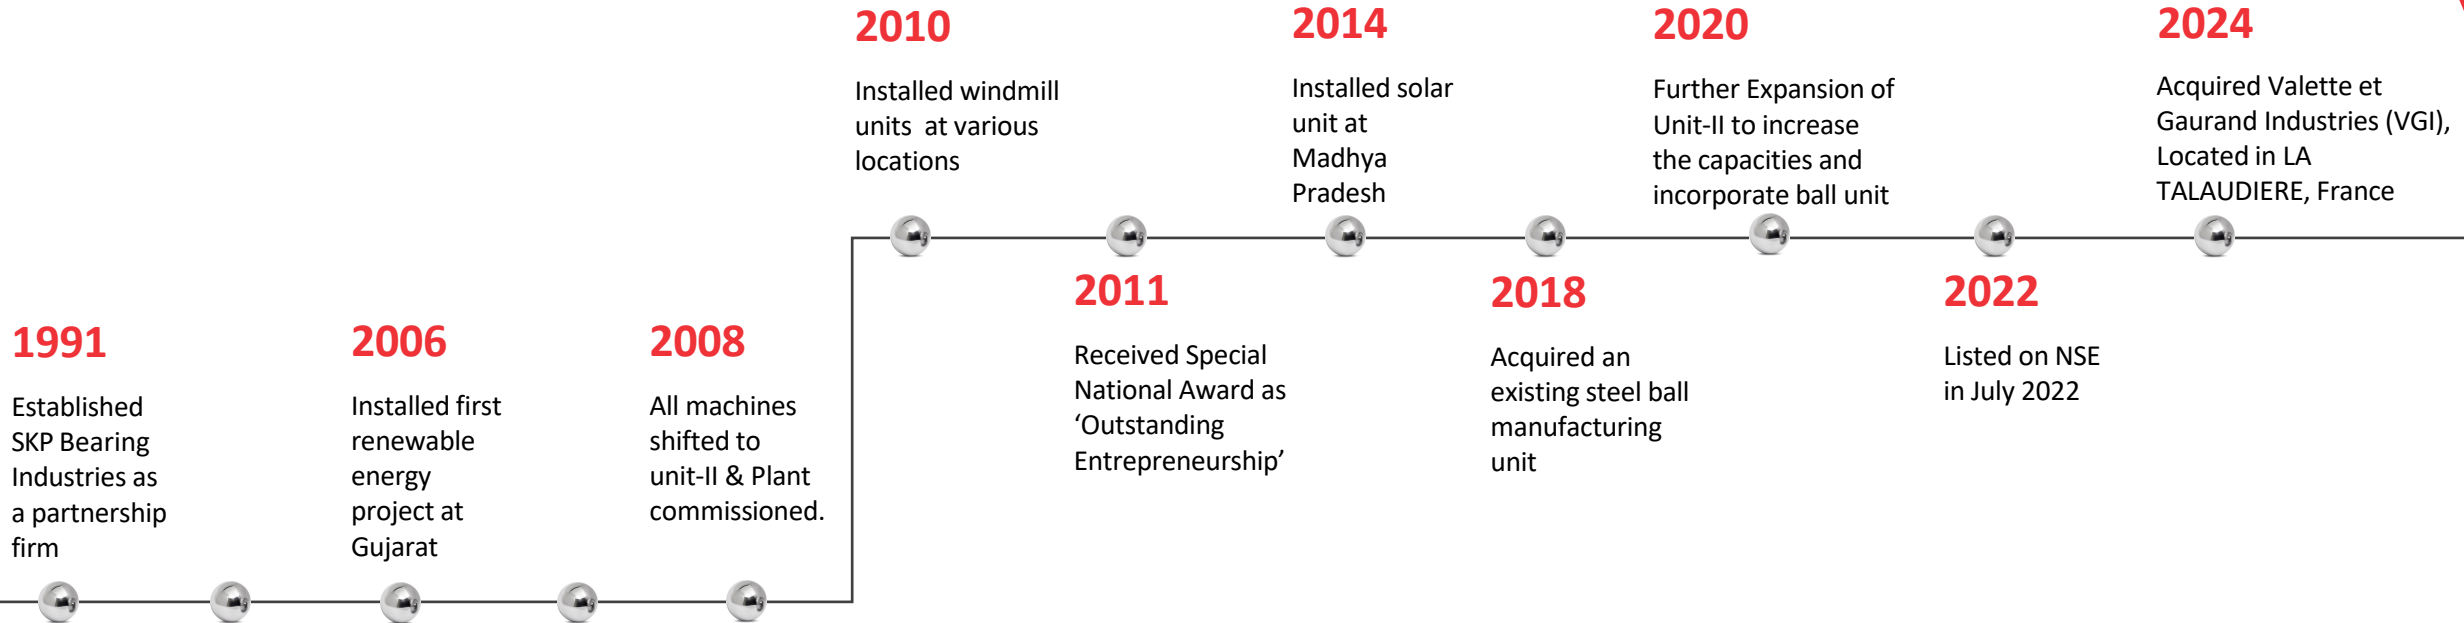 1991
Established
SKP Bearing
Industries as
a partnership
firm
2006
Installed first
renewable
energy
project at
Gujarat
2008
All machines
shifted to
unit-II & Plant
commissioned.
2010
Installed windmill
units  at various
locations
2011
Received Special
National Award as
‘Outstanding
Entrepreneurship’
2014
Installed solar
unit at
Madhya
Pradesh
2018
Acquired an
existing steel ball
manufacturing
unit
2020
Further Expansion of
Unit-II to increase
the capacities and
incorporate ball unit
2022
Listed on NSE
in July 2022
2024
Acquired Valette et
Gaurand Industries (VGI),
Located in LA
TALAUDIERE, France